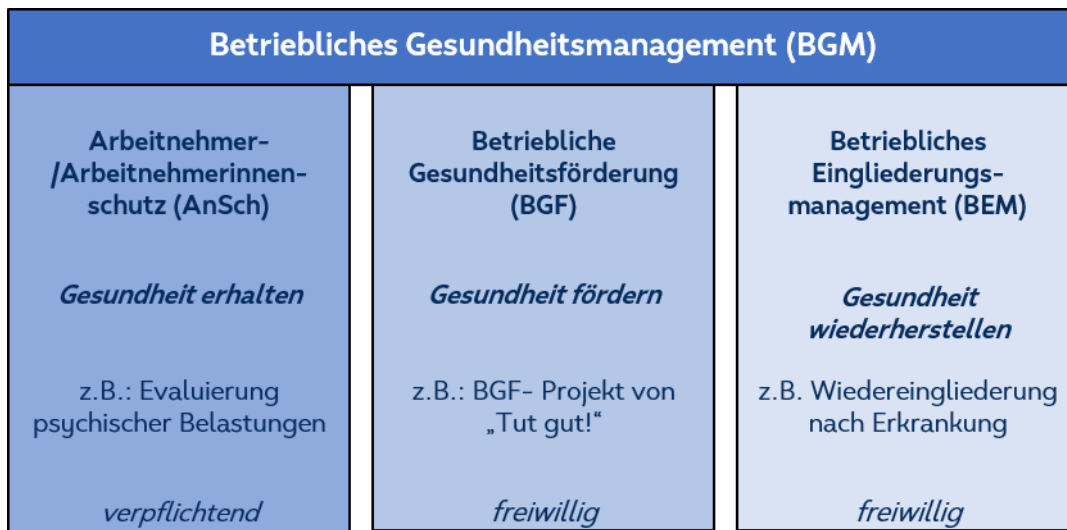 Betriebliches Gesundheitsmanagement (BGM)
Arbeitnehmer-
/Arbeitnehmerinnen-
schutz (AnSch)
Gesundheit erhalten
z.B.: Evaluierung
psychischer Belastungen
verpflichtend
Betriebliche
Gesundheitsförderung
(BGF)
Gesundheit fördern
z.B.: BGF- Projekt von
„Tut gut!“
freiwillig
Betriebliches
Eingliederungs-
management (BEM)
Gesundheit
wiederherstellen
z.B. Wiedereingliederung
nach Erkrankung
freiwillig